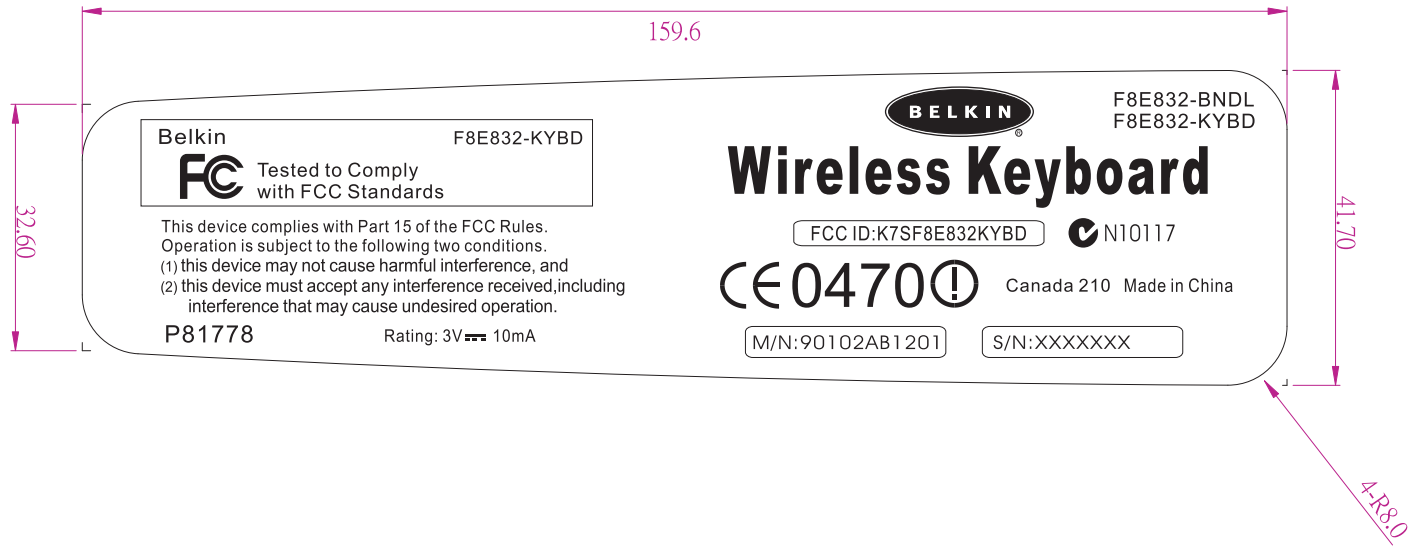 159.6
32.60
Belkin F8E832-KYBD
FC Tested to Comply
with FCC Standards
This device complies with Part 15 of the FCC Rules.
Operation is subject to the following two conditions.
(1) this device may not cause harmful interference, and
(2) this device must accept any interference received,including
interference that may cause undesired operation.
P81778 Rating: 3V 10mA
BELKIN ®
F8E832-BNDL
F8E832-KYBD
Wireless Keyboard
FCC ID:K7SF8E832KYBD N10117
CE0470! Canada 210 Made in China
M/N:90102AB1201 S/N:XXXXXXX
41.70
4-R8.0